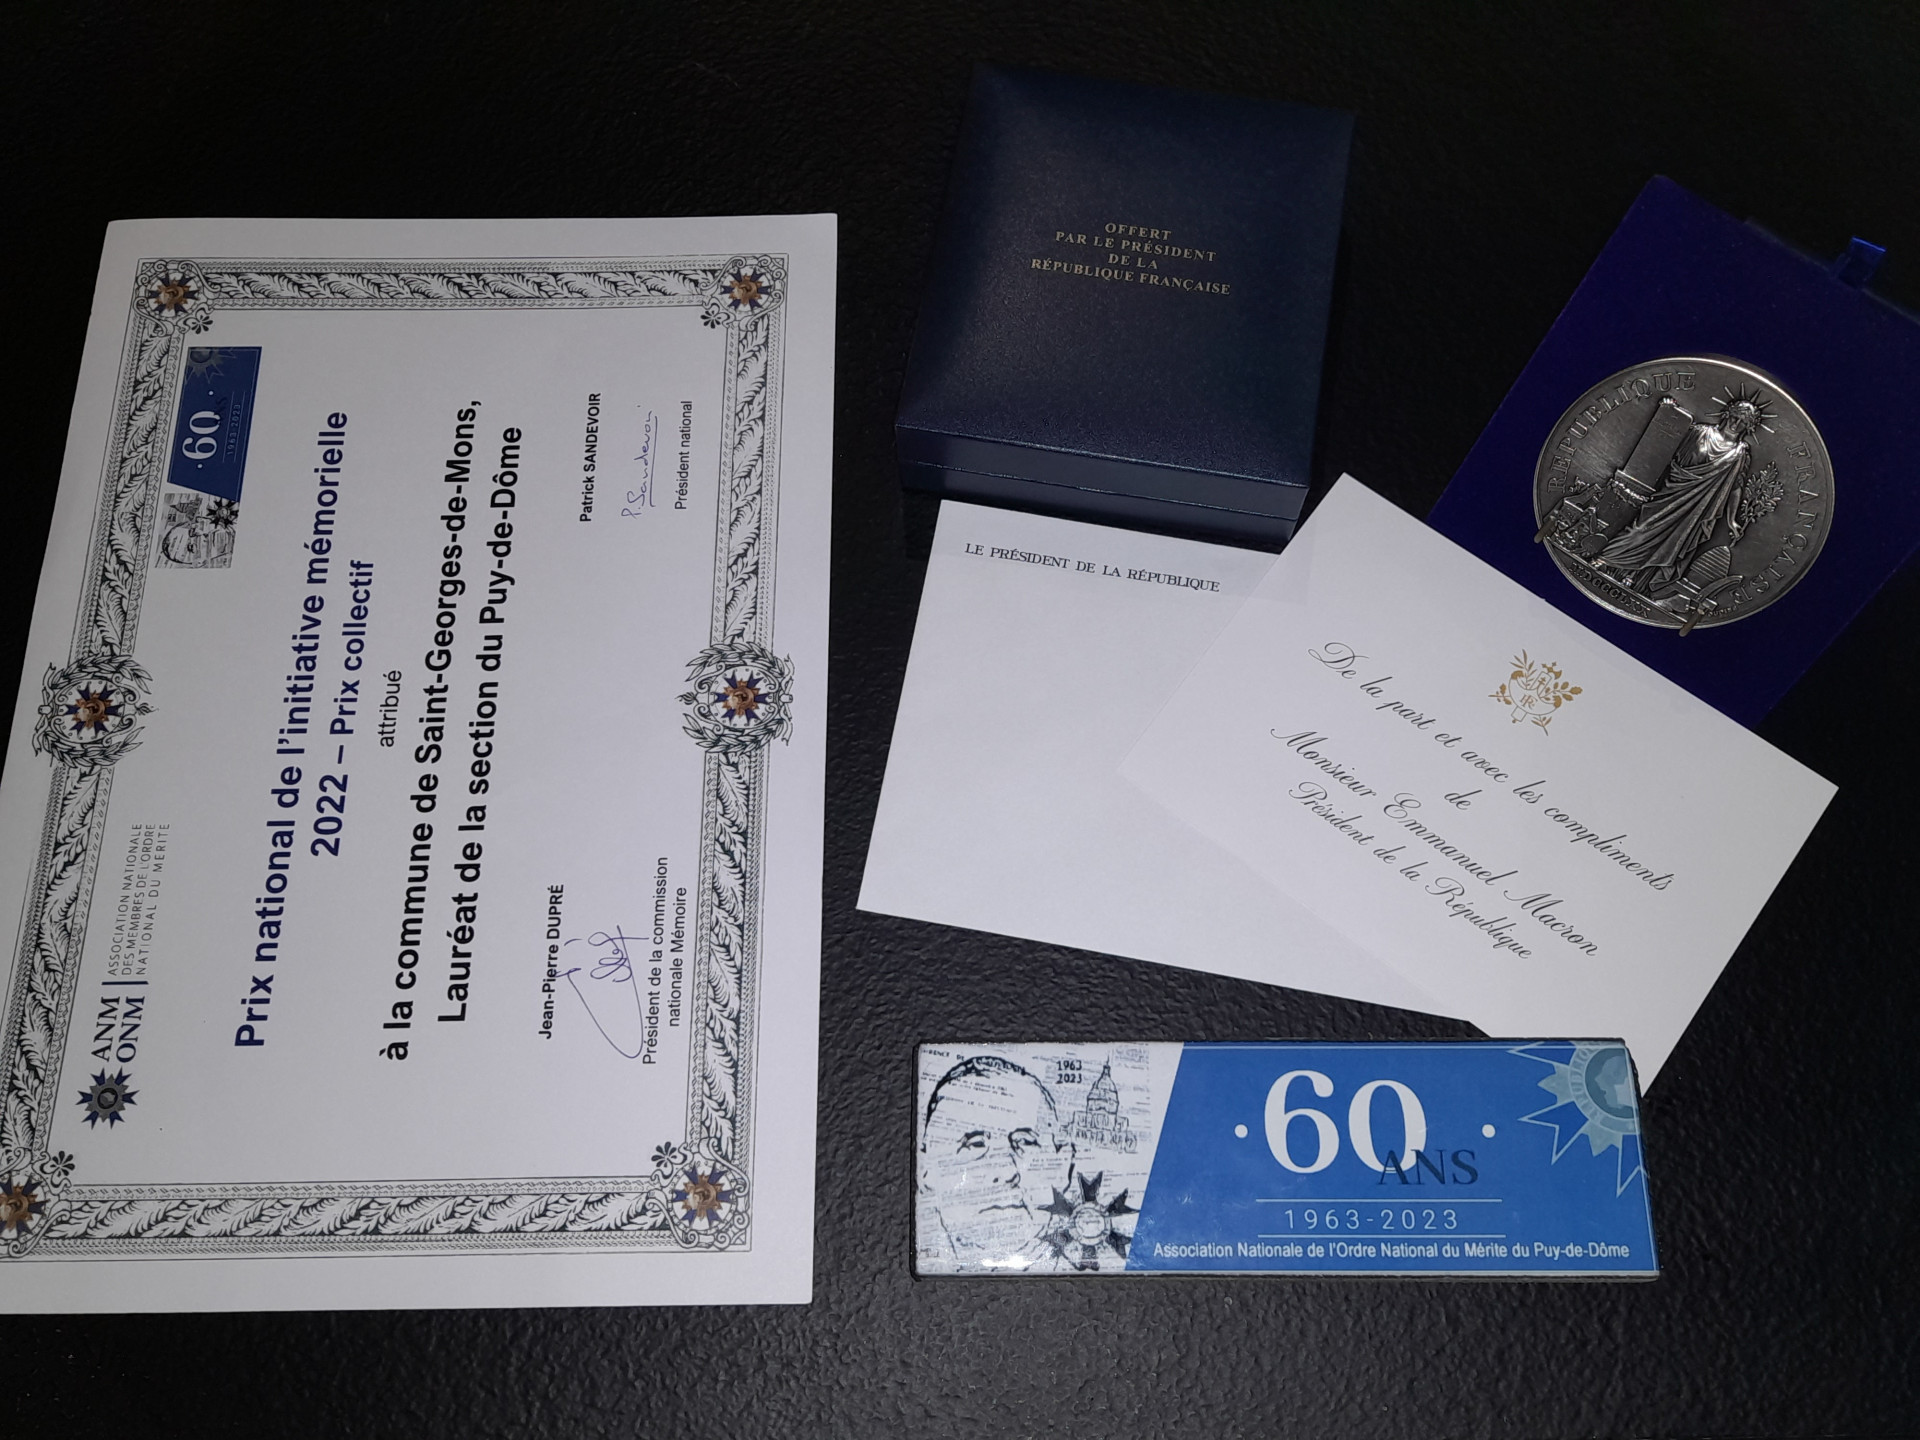 ANM
ONM
ASSOCIATION NATIONALE
DES MEMBRES DE L'ORDRE
NATIONAL DU MERITE
60
1963-2023
Prix national de l'initiative mémorielle
2022 – Prix collectif
attribué
à la commune de Saint-Georges-de-Mons,
Lauréat de la section du Puy-de-Dôme
Jean-Pierre DUPRÉ
Président de la commission
nationale Mémoire
Patrick SANDEVOIR
P. Sandevoir
Président national
OFFERT
PAR LE PRÉSIDENT
DE LA
RÉPUBLIQUE FRANÇAISE
REPUBLIQUE FRANÇAISE
LE PRÉSIDENT DE LA RÉPUBLIQUE
RF
De la part et avec les compliments
de
Monsieur Emmanuel Macron
Président de la République
1963
2023
60
ANS
1963-2023
Association Nationale de l'Ordre National du Mérite du Puy-de-Dôme